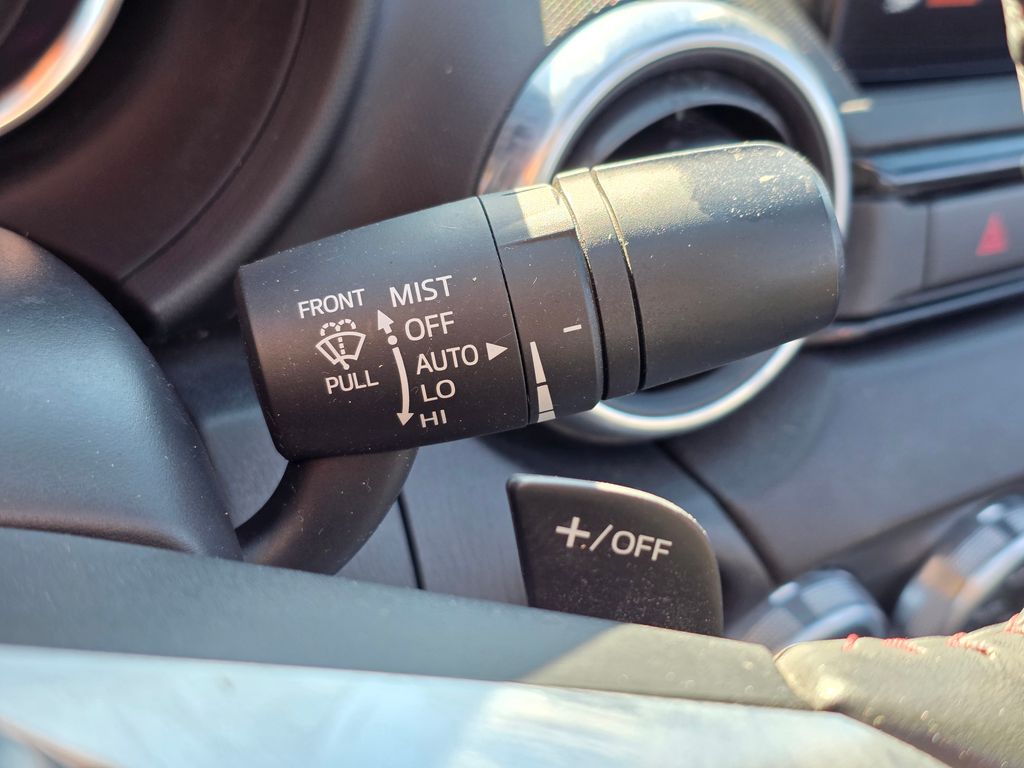 FRONT
PULL
MIST
OFF
AUTO
LO
HI
+/OFF